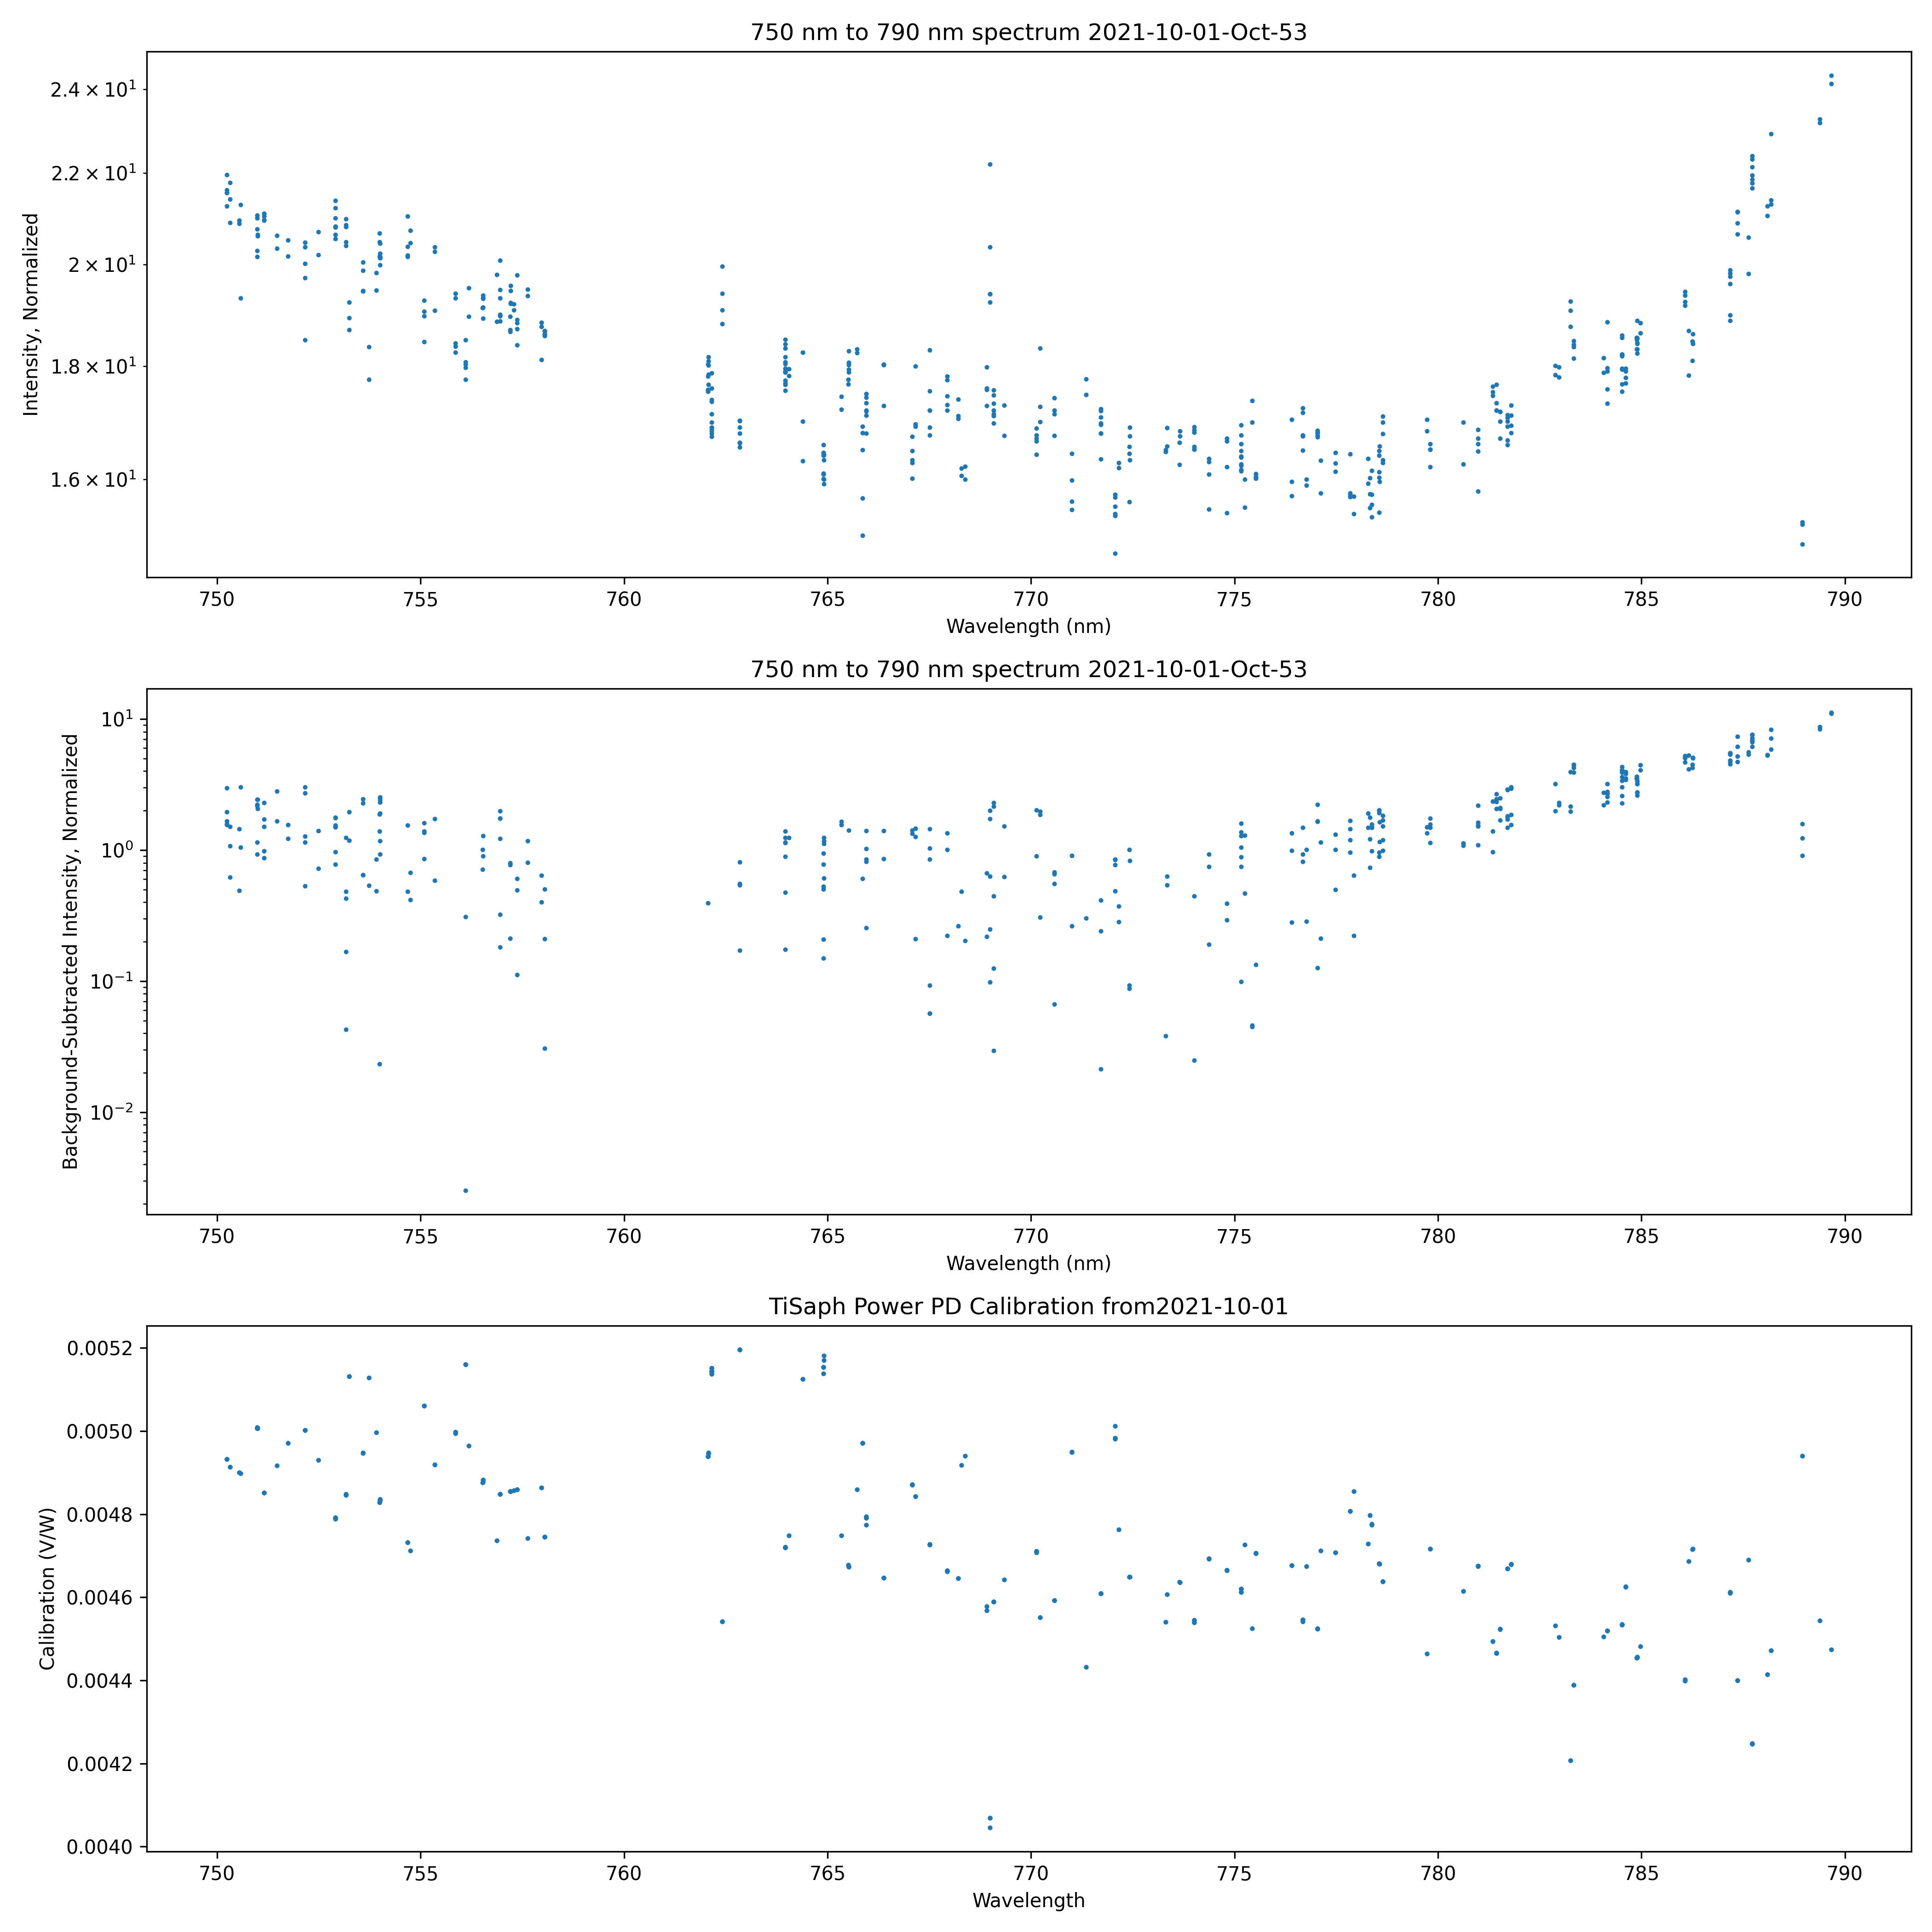 750 nm to 790 nm spectrum 2021-10-01-Oct-53
Intensity, Normalized
2.4 × 10¹
2.2 × 10¹
2 × 10¹
1.8 × 10¹
1.6 × 10¹
750 755 760 765 770 775 780 785 790
Wavelength (nm)
750 nm to 790 nm spectrum 2021-10-01-Oct-53
Background-Subtracted Intensity, Normalized
10¹
10⁰
10⁻¹
10⁻²
750 755 760 765 770 775 780 785 790
Wavelength (nm)
TiSaph Power PD Calibration from2021-10-01
Calibration (V/W)
0.0052
0.0050
0.0048
0.0046
0.0044
0.0042
0.0040
750 755 760 765 770 775 780 785 790
Wavelength